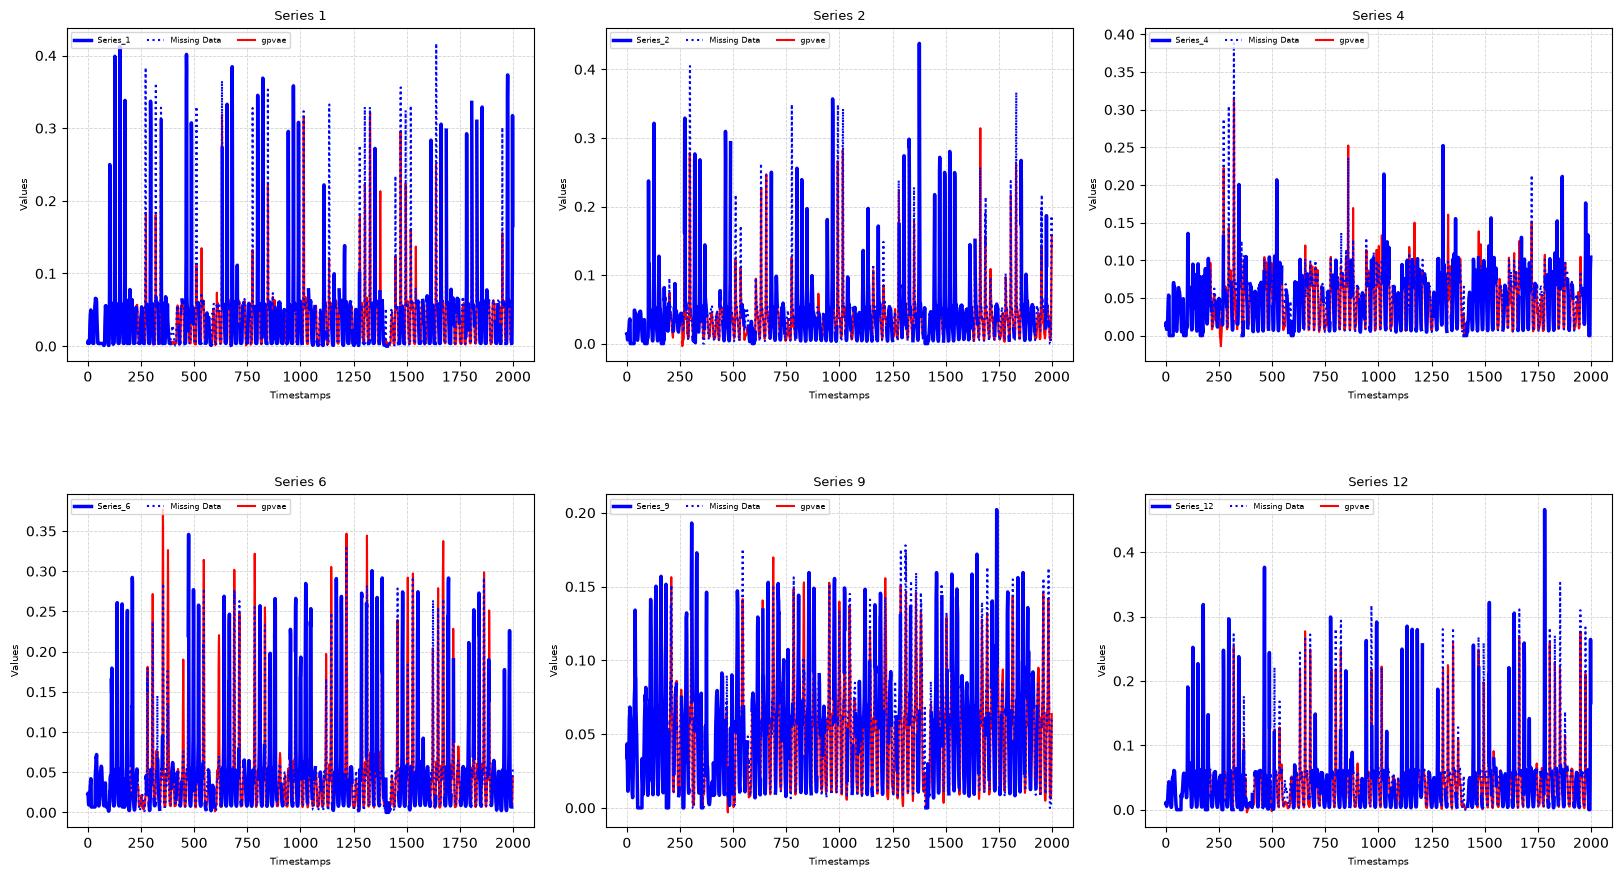 Series 1
Series_1 Missing Data gpvae
Values
0.4
0.3
0.2
0.1
0.0
0 250 500 750 1000 1250 1500 1750 2000
Timestamps
Series 2
Series_2 Missing Data gpvae
Values
0.4
0.3
0.2
0.1
0.0
0 250 500 750 1000 1250 1500 1750 2000
Timestamps
Series 4
Series_4 Missing Data gpvae
Values
0.40
0.35
0.30
0.25
0.20
0.15
0.10
0.05
0.00
0 250 500 750 1000 1250 1500 1750 2000
Timestamps
Series 6
Series_6 Missing Data gpvae
Values
0.35
0.30
0.25
0.20
0.15
0.10
0.05
0.00
0 250 500 750 1000 1250 1500 1750 2000
Timestamps
Series 9
Series_9 Missing Data gpvae
Values
0.20
0.15
0.10
0.05
0.00
0 250 500 750 1000 1250 1500 1750 2000
Timestamps
Series 12
Series_12 Missing Data gpvae
Values
0.4
0.3
0.2
0.1
0.0
0 250 500 750 1000 1250 1500 1750 2000
Timestamps